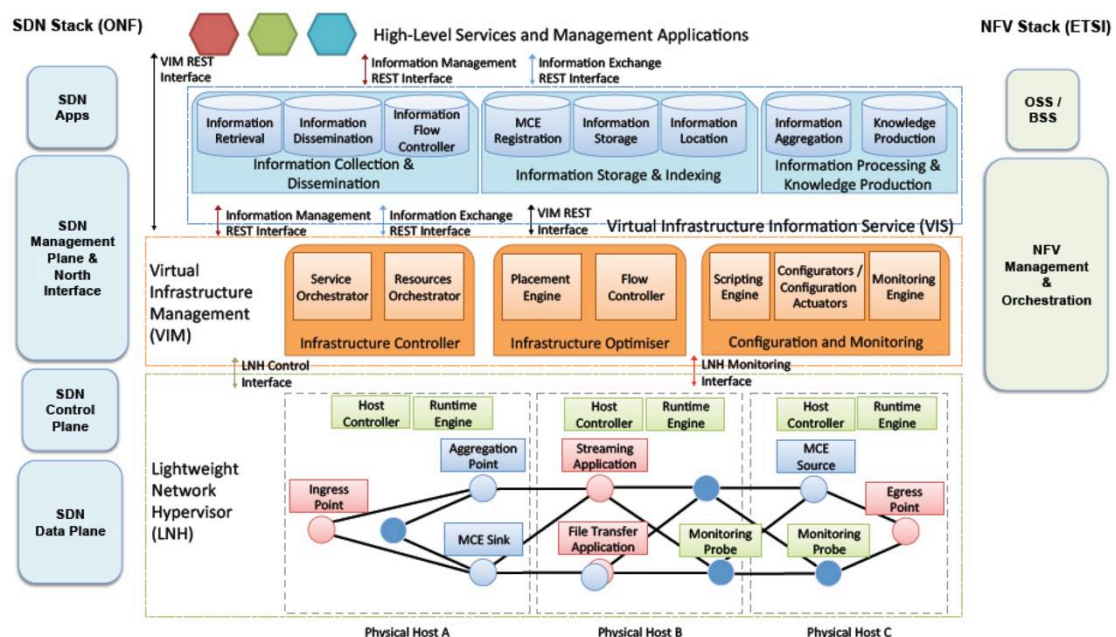 SDN Stack (ONF)
High-Level Services and Management Applications
NFV Stack (ETSI)
VIM REST
Interface
Information Management
REST Interface
Information Exchange
REST Interface
SDN
Apps
OSS /
BSS
Information
Retrieval
Information
Dissemination
Information
Flow
Controller
Information Collection &
Dissemination
MCE
Registration
Information
Storage
Information
Location
Information Storage & Indexing
Information
Aggregation
Knowledge
Production
Information Processing &
Knowledge Production
Information Management
REST Interface
Information Exchange
REST Interface
VIM REST
Interface
Virtual Infrastructure Information Service (VIS)
SDN
Management
Plane &
North
Interface
NFV
Management
&
Orchestration
Virtual
Infrastructure
Management
(VIM)
Service
Orchestrator
Resources
Orchestrator
Infrastructure Controller
Placement
Engine
Flow
Controller
Infrastructure Optimiser
Scripting
Engine
Configurators /
Configuration
Actuators
Monitoring
Engine
Configuration and Monitoring
LNH Control
Interface
LNH Monitoring
Interface
SDN
Control
Plane
SDN
Data Plane
Lightweight
Network
Hypervisor
(LNH)
Host
Controller
Runtime
Engine
Aggregation
Point
Ingress
Point
MCE Sink
Host
Controller
Runtime
Engine
Streaming
Application
File Transfer
Application
Monitoring
Probe
Host
Controller
Runtime
Engine
MCE
Source
Egress
Point
Monitoring
Probe
Physical Host A
Physical Host B
Physical Host C